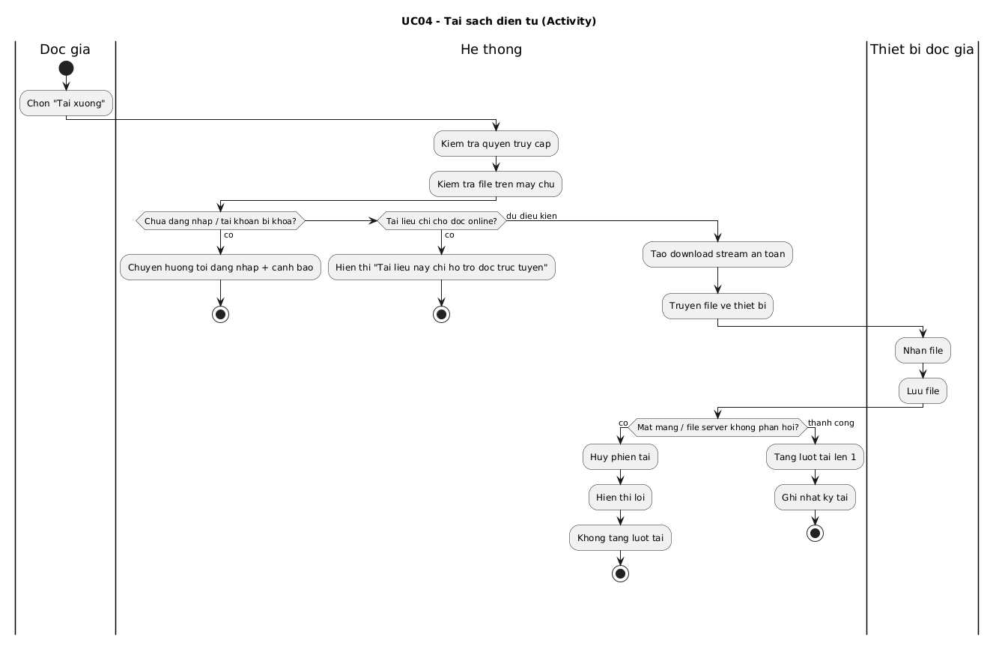 UC04 - Tai sach dien tu (Activity)
Doc gia
He thong
Thiet bi doc gia
Chon "Tai xuong"
Kiem tra quyen truy cap
Kiem tra file tren may chu
Chua dang nhap / tai khoan bi khoa?
Tai lieu chi cho doc online?
du dieu kien
co
co
Tao download stream an toan
Chuyen huong toi dang nhap + canh bao
Hien thi "Tai lieu nay chi ho tro doc truc tuyen"
Truyen file ve thiet bi
Nhan file
Luu file
co
Mat mang / file server khong phan hoi?
thanh cong
Huy phien tai
Tang luot tai len 1
Hien thi loi
Ghi nhat ky tai
Khong tang luot tai